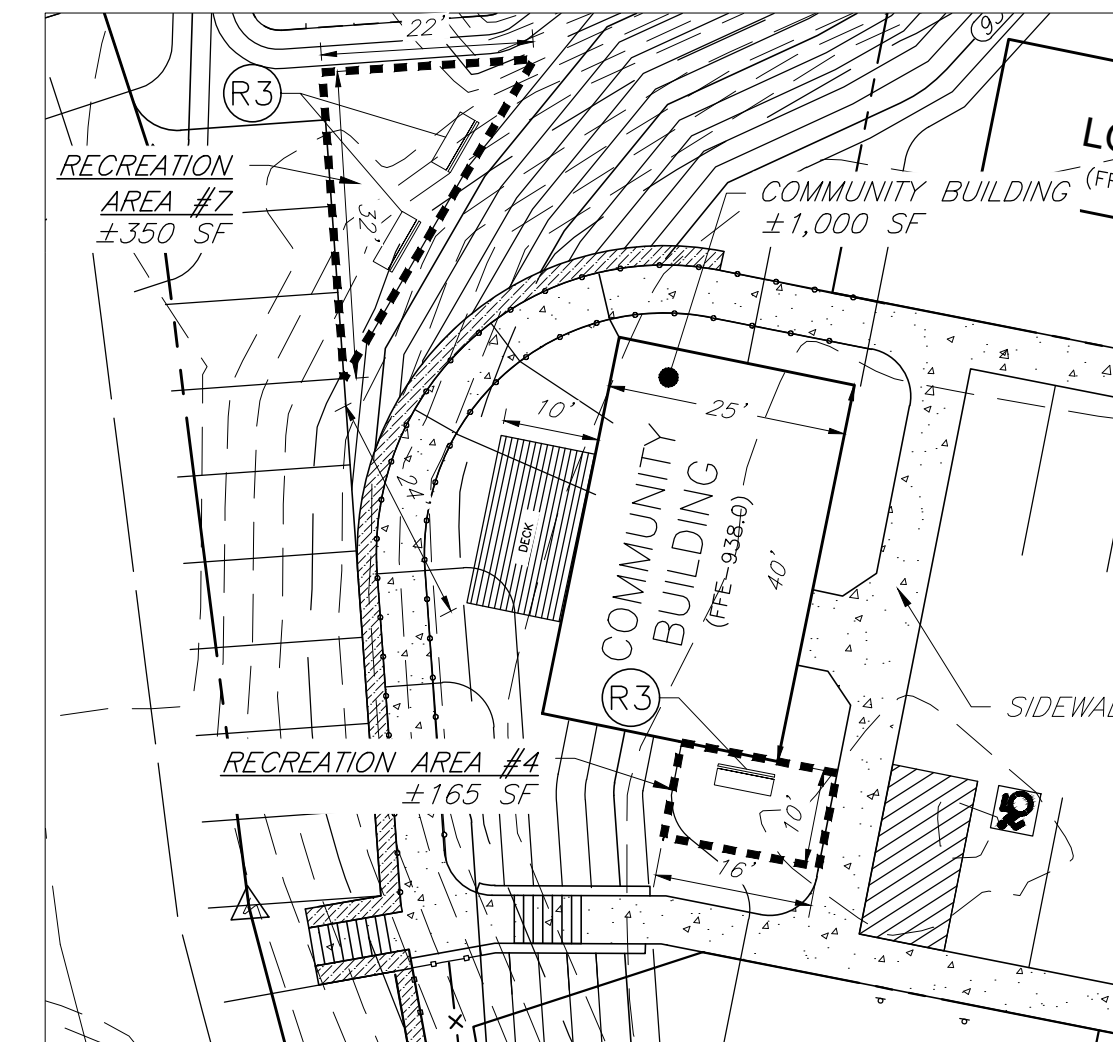 22'
R3
RECREATION
AREA #7
±350 SF
32'
COMMUNITY BUILDING
±1,000 SF
25'
10'
24'
DECK
COMMUNITY
BUILDING
(FFE=938.0)
40'
R3
SIDEWAL
RECREATION AREA #4
±165 SF
10'
16'